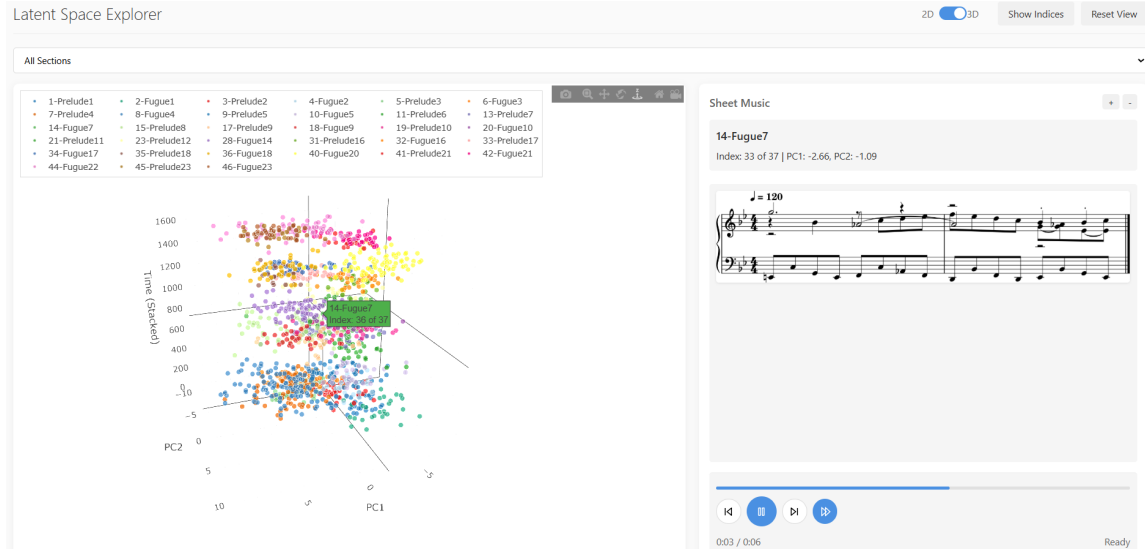 Latent Space Explorer
2D 3D Show Indices Reset View
All Sections
1-Prelude1 2-Fugue1 3-Prelude2 4-Fugue2 5-Prelude3 6-Fugue3
7-Prelude4 8-Fugue4 9-Prelude5 10-Fugue5 11-Prelude6 13-Prelude7
14-Fugue7 15-Prelude8 17-Prelude9 18-Fugue9 19-Prelude10 20-Fugue10
21-Prelude11 23-Prelude12 28-Fugue14 31-Prelude16 32-Fugue16 33-Prelude17
34-Fugue17 35-Prelude18 36-Fugue18 40-Fugue20 41-Prelude21 42-Fugue21
44-Fugue22 45-Prelude23 46-Fugue23
1600
1400
1200
1000
800
600
400
200
0
Time (Stacked)
14-Fugue7
Index: 36 of 37
−10
−5
0
5
10
PC2
5
0
−5
PC1
Sheet Music + -
14-Fugue7
Index: 33 of 37 | PC1: -2.66, PC2: -1.09
♩ = 120
4
4
4
4
0:03 / 0:06 Ready